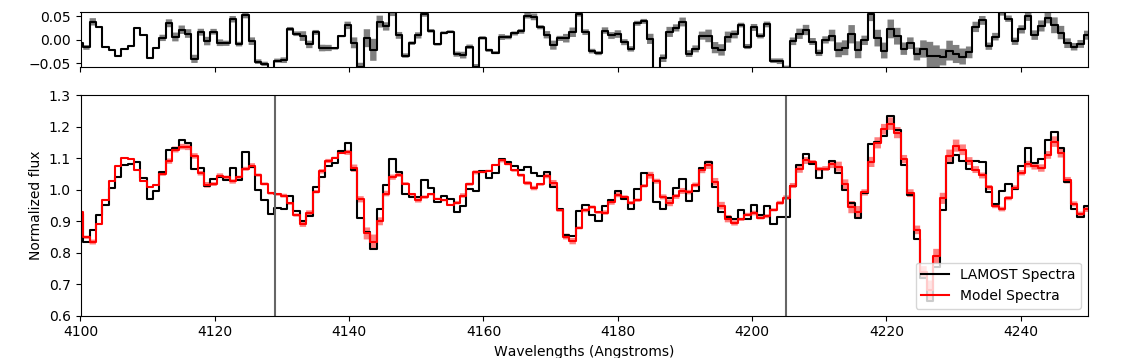 0.05
0.00
−0.05
1.3
1.2
1.1
1.0
0.9
0.8
0.7
0.6
Normalized flux
LAMOST Spectra
Model Spectra
4100 4120 4140 4160 4180 4200 4220 4240
Wavelengths (Angstroms)